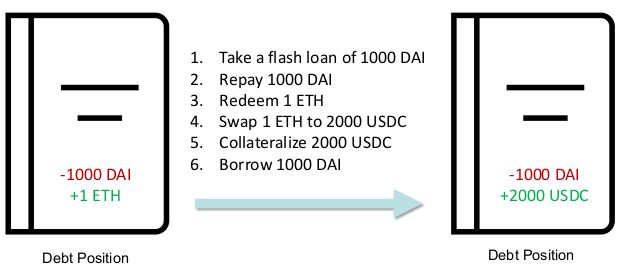 -1000 DAI
+1 ETH
Debt Position
1. Take a flash loan of 1000 DAI
2. Repay 1000 DAI
3. Redeem 1 ETH
4. Swap 1 ETH to 2000 USDC
5. Collateralize 2000 USDC
6. Borrow 1000 DAI
-1000 DAI
+2000 USDC
Debt Position